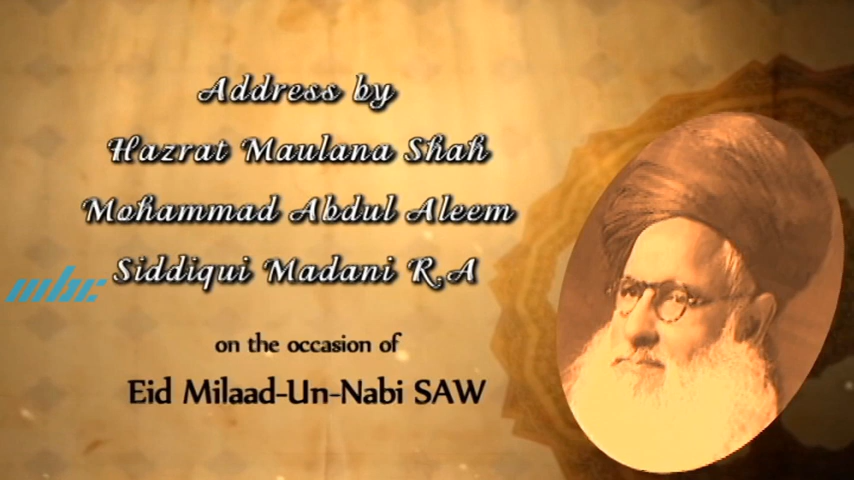 Address by
Hazrat Maulana Shah
Mohammad Abdul Aleem
Siddiqui Madani R.A
mbc
on the occasion of
Eid Milaad-Un-Nabi SAW